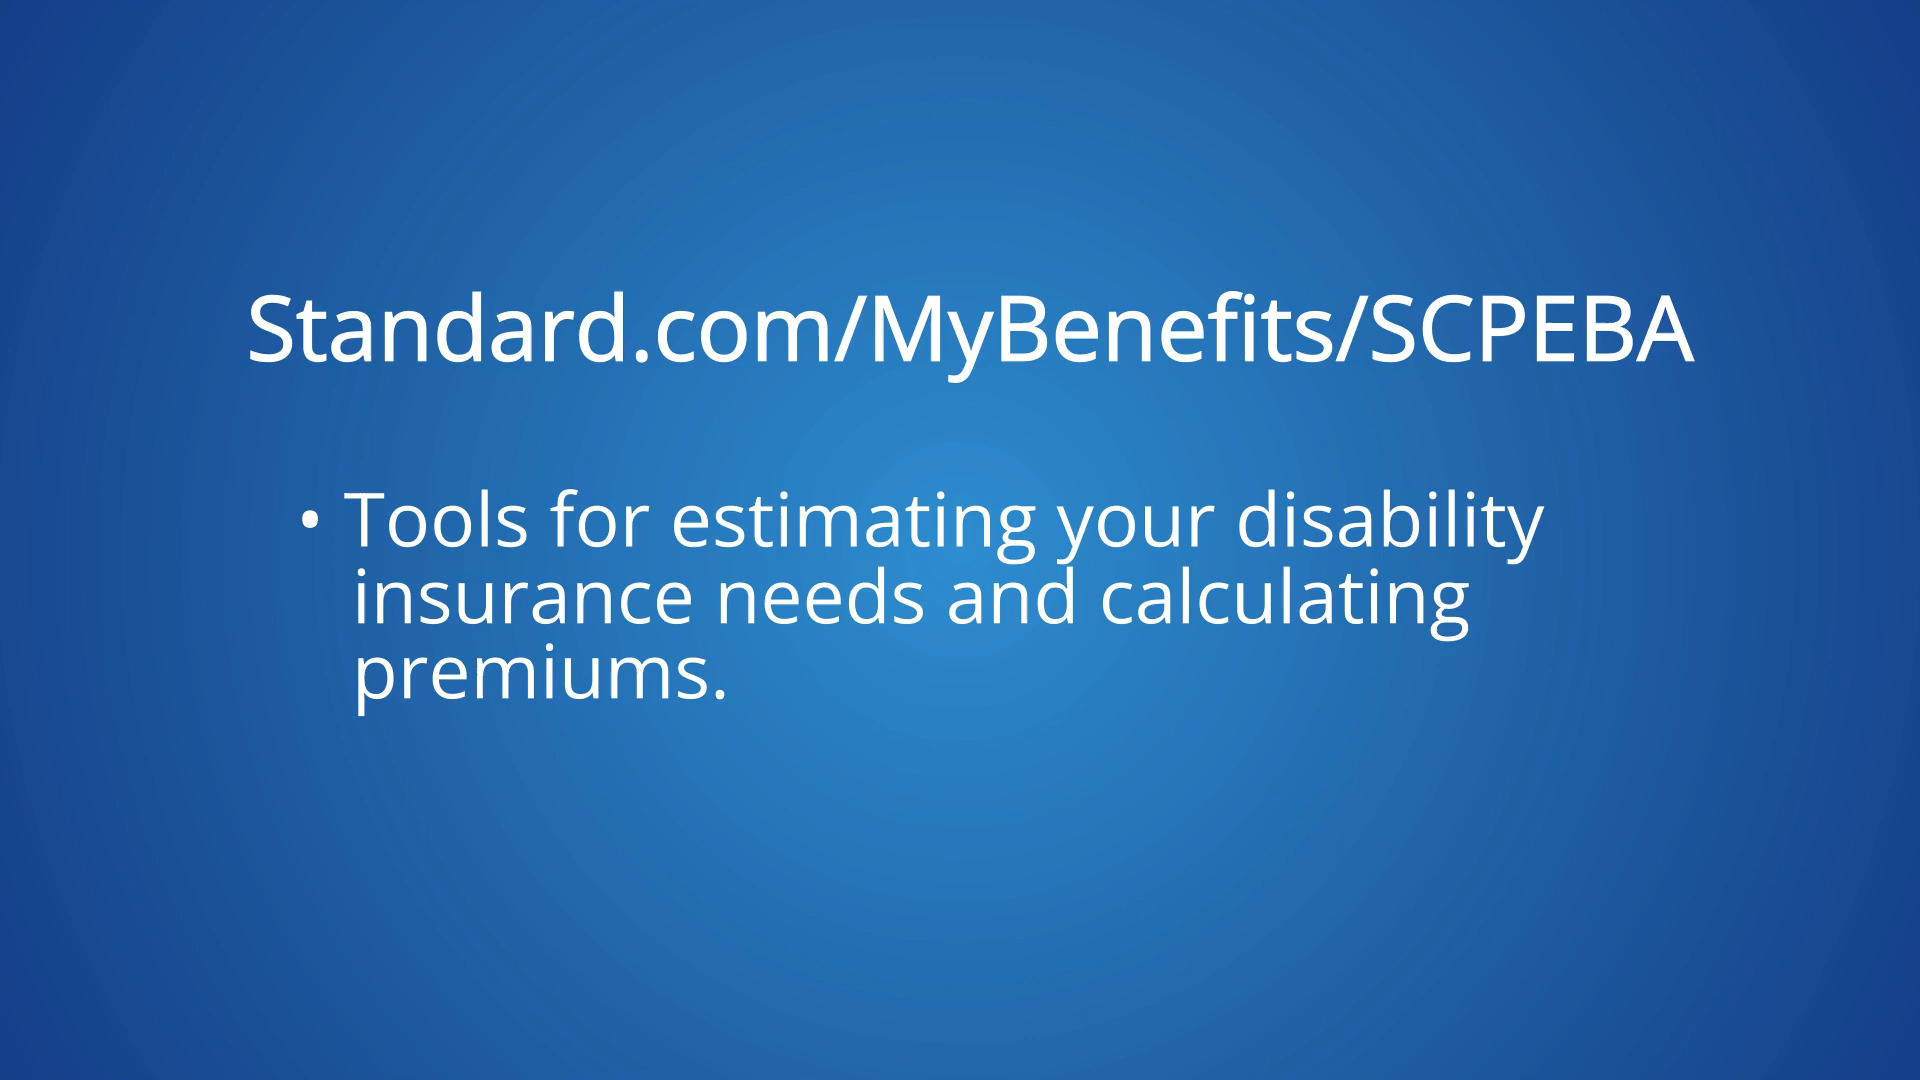 Standard.com/MyBenefits/SCPEBA
• Tools for estimating your disability
insurance needs and calculating
premiums.